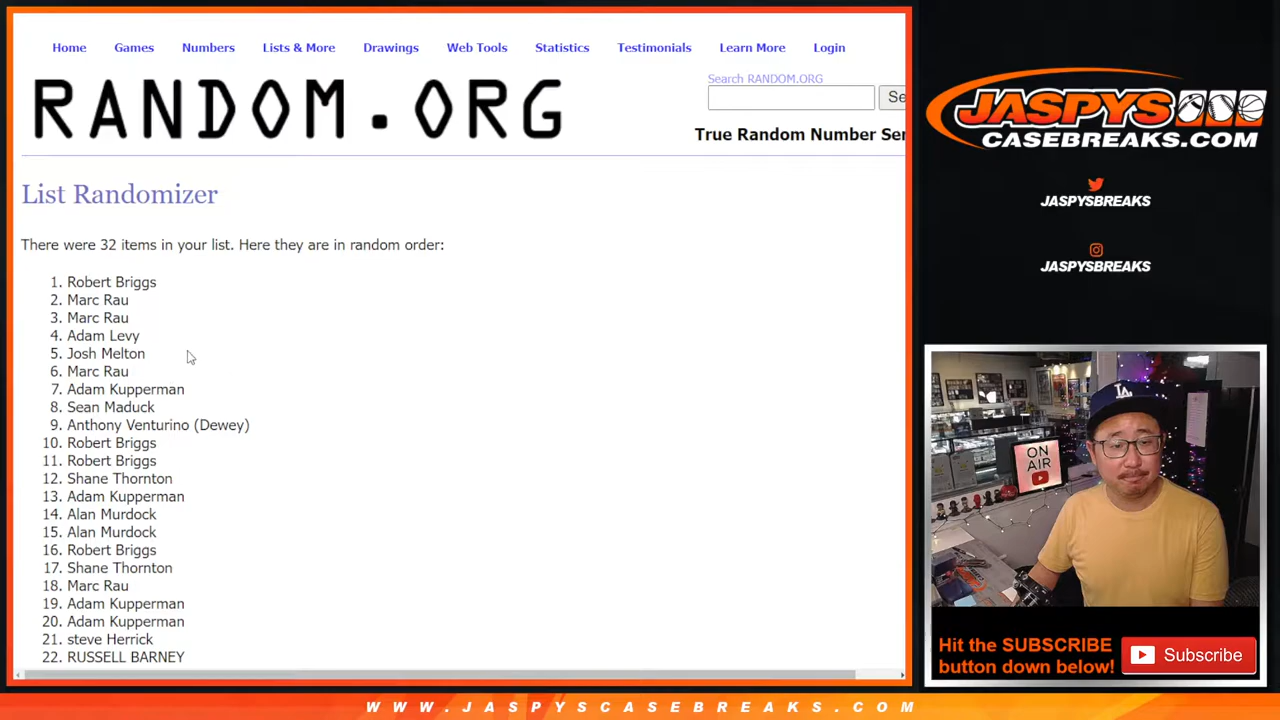 Home Games Numbers Lists & More Drawings Web Tools Statistics Testimonials Learn More Login
Search RANDOM.ORG
RANDOM.ORG
Se
True Random Number Ser
List Randomizer
There were 32 items in your list. Here they are in random order:
1. Robert Briggs
2. Marc Rau
3. Marc Rau
4. Adam Levy
5. Josh Melton
6. Marc Rau
7. Adam Kupperman
8. Sean Maduck
9. Anthony Venturino (Dewey)
10. Robert Briggs
11. Robert Briggs
12. Shane Thornton
13. Adam Kupperman
14. Alan Murdock
15. Alan Murdock
16. Robert Briggs
17. Shane Thornton
18. Marc Rau
19. Adam Kupperman
20. Adam Kupperman
21. steve Herrick
22. RUSSELL BARNEY
JASPYS
CASEBREAKS.COM
JASPYSBREAKS
JASPYSBREAKS
LA
ON
AIR
Hit the SUBSCRIBE
button down below!
Subscribe
WWW.JASPYSCASEBREAKS.COM